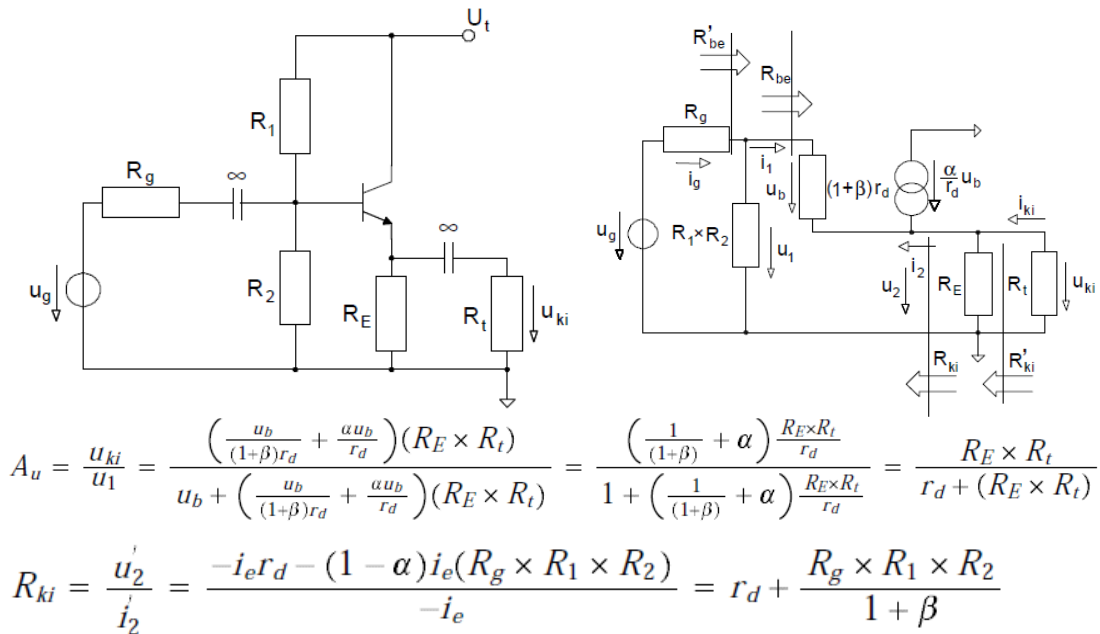 U_t
R_1
R_g
∞
R_2
u_g
∞
R_E
R_t
u_ki
R'_be
R_be
R_g
i_g
i_1
u_b
(1+β)r_d
α/r_d u_b
i_ki
u_g
R_1×R_2
u_1
i_2
u_2
R_E
R_t
u_ki
R_ki
R'_ki
A_u = u_ki/u_1 = (u_b/((1+β)r_d) + αu_b/r_d)(R_E × R_t) / (u_b + (u_b/((1+β)r_d) + αu_b/r_d)(R_E × R_t)) = (1/(1+β) + α) (R_E×R_t)/r_d / (1 + (1/(1+β) + α) (R_E×R_t)/r_d) = (R_E × R_t)/(r_d + (R_E × R_t))
R_ki = u'_2/i'_2 = (-i_e r_d - (1 - α)i_e(R_g × R_1 × R_2))/(-i_e) = r_d + (R_g × R_1 × R_2)/(1 + β)